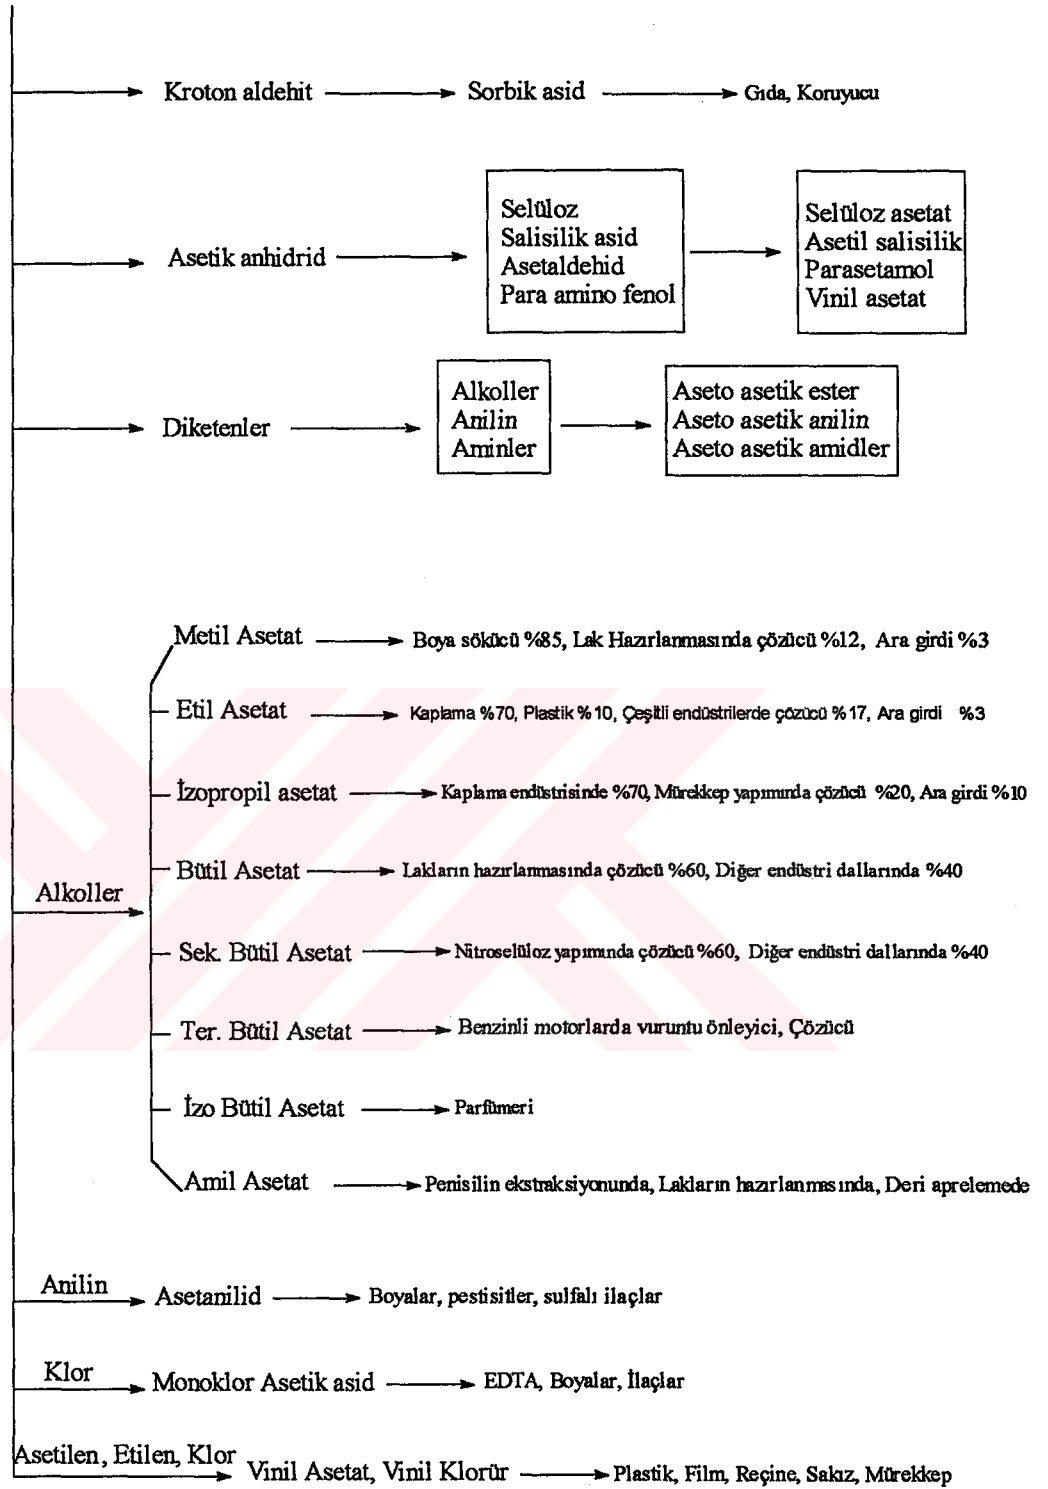 Kroton aldehit Sorbik asid Gıda, Koruyucu
Selüloz
Salisilik asid
Asetaldehid
Para amino fenol
Selüloz asetat
Asetil salisilik
Parasetamol
Vinil asetat
Asetik anhidrid
Alkoller
Anilin
Aminler
Aseto asetik ester
Aseto asetik anilin
Aseto asetik amidler
Diketenler
Metil Asetat Boya sökücü %85, Lak Hazırlanmasında çözücü %12, Ara girdi %3
Etil Asetat Kaplama %70, Plastik %10, Çeşitli endüstrilerde çözücü %17, Ara girdi %3
İzopropil asetat Kaplama endüstrisinde %70, Mürekkep yapımında çözücü %20, Ara girdi %10
Bütil Asetat Lakların hazırlanmasında çözücü %60, Diğer endüstri dallarında %40
Alkoller
Sek. Bütil Asetat Nitroselüloz yapımında çözücü %60, Diğer endüstri dallarında %40
Ter. Bütil Asetat Benzinli motorlarda vuruntu önleyici, Çözücü
İzo Bütil Asetat Parfümeri
Amil Asetat Penisilin ekstraksiyonunda, Lakların hazırlanmasında, Deri aprelemede
Anilin Asetanilid Boyalar, pestisitler, sulfalı ilaçlar
Klor Monoklor Asetik asid EDTA, Boyalar, İlaçlar
Asetilen, Etilen, Klor Vinil Asetat, Vinil Klorür Plastik, Film, Reçine, Sakız, Mürekkep